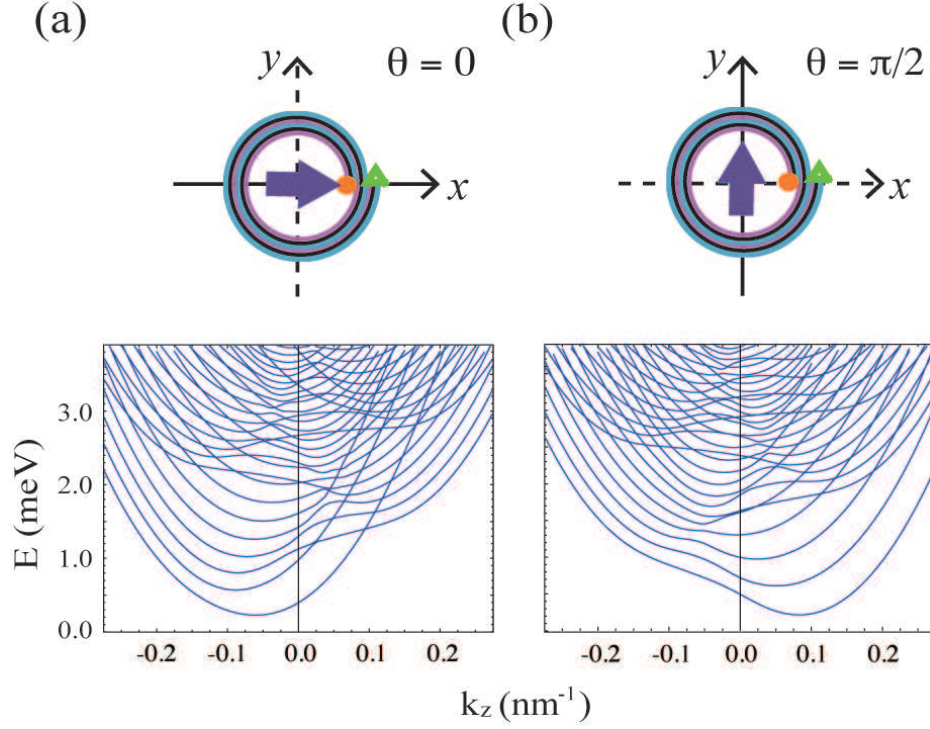 (a)
y
θ = 0
x
(b)
y
θ = π/2
x
E (meV)
3.0
2.0
1.0
0.0
-0.2 -0.1 0.0 0.1 0.2
-0.2 -0.1 0.0 0.1 0.2
k_z (nm⁻¹)